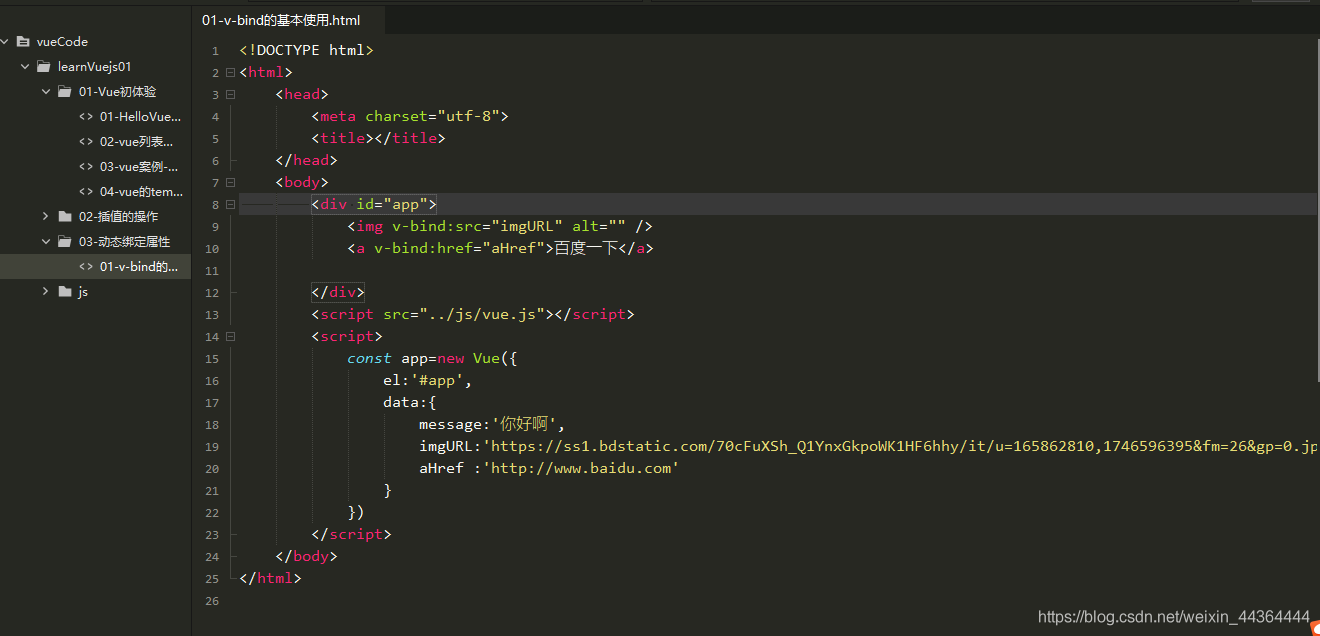 01-v-bind的基本使用.html
vueCode
learnVuejs01
01-Vue初体验
01-HelloVue...
02-vue列表...
03-vue案例-...
04-vue的tem...
02-插值的操作
03-动态绑定属性
01-v-bind的...
js
1 <!DOCTYPE html>
2 <html>
3 <head>
4 <meta charset="utf-8">
5 <title></title>
6 </head>
7 <body>
8 <div id="app">
9 <img v-bind:src="imgURL" alt="" />
10 <a v-bind:href="aHref">百度一下</a>
11
12 </div>
13 <script src="../js/vue.js"></script>
14 <script>
15 const app=new Vue({
16 el:'#app',
17 data:{
18 message:'你好啊',
19 imgURL:'https://ss1.bdstatic.com/70cFuXSh_Q1YnxGkpoWK1HF6hhy/it/u=165862810,1746596395&fm=26&gp=0.jp
20 aHref :'http://www.baidu.com'
21 }
22 })
23 </script>
24 </body>
25 </html>
26
https://blog.csdn.net/weixin_44364444